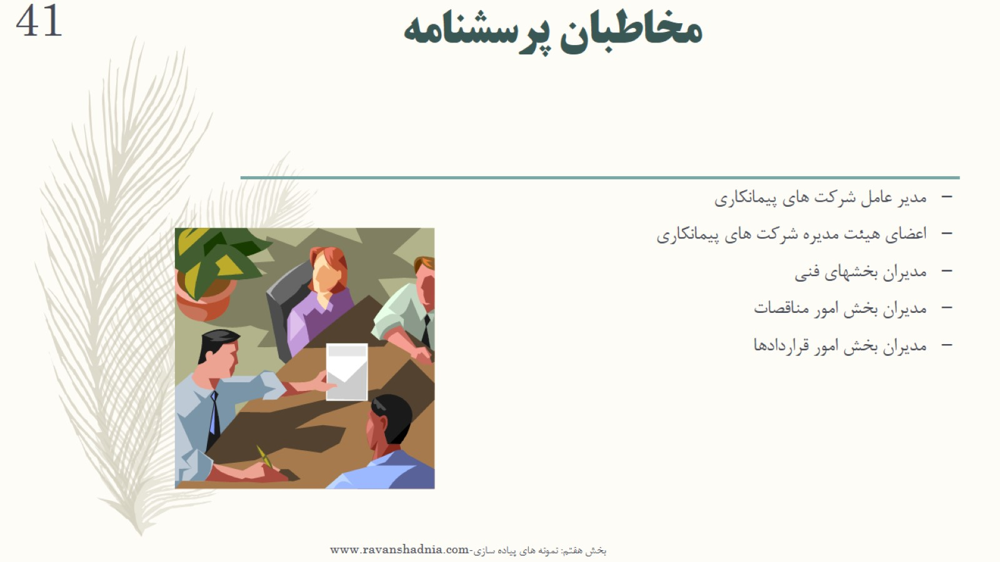 41
مخاطبان پرسشنامه
– مدیر عامل شرکت های پیمانکاری
– اعضای هیئت مدیره شرکت های پیمانکاری
– مدیران بخشهای فنی
– مدیران بخش امور مناقصات
– مدیران بخش امور قراردادها
بخش هفتم: نمونه های پیاده سازی-www.ravanshadnia.com